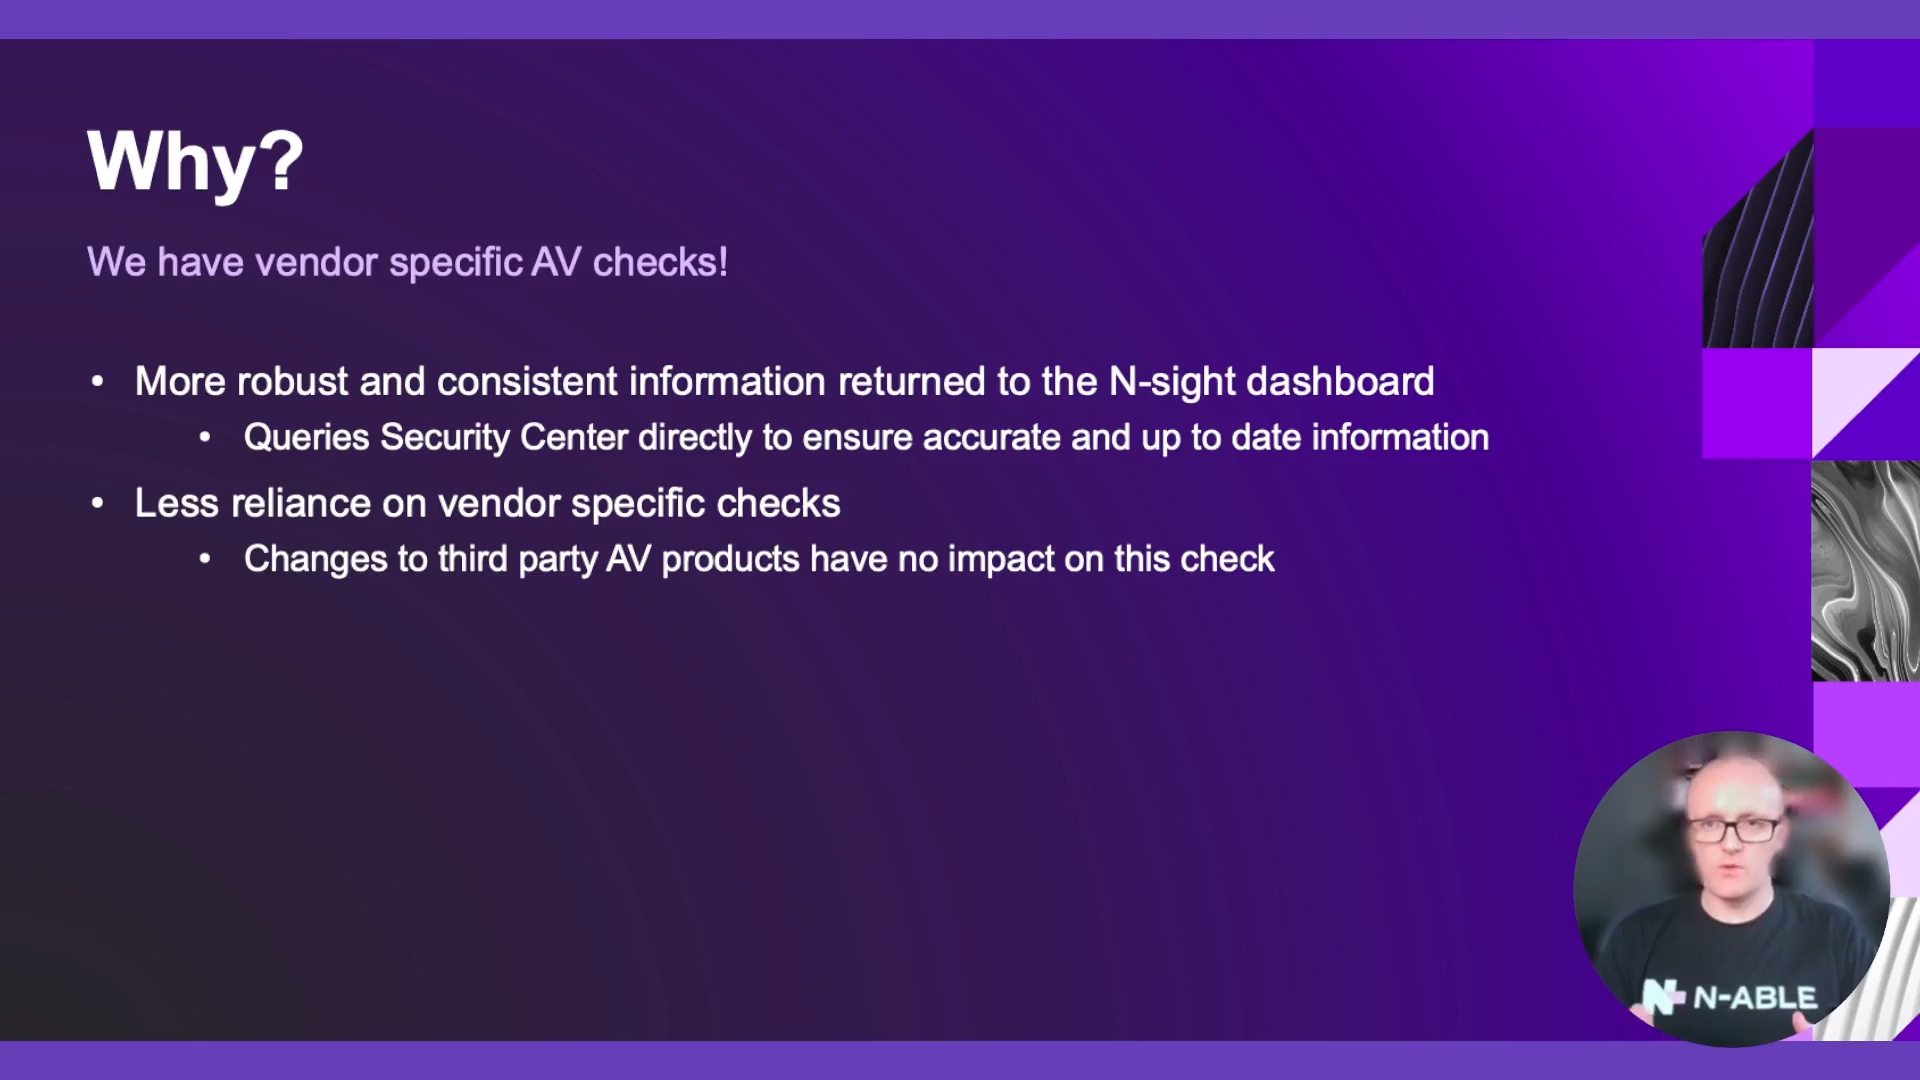 Why?
We have vendor specific AV checks!
• More robust and consistent information returned to the N-sight dashboard
• Queries Security Center directly to ensure accurate and up to date information
• Less reliance on vendor specific checks
• Changes to third party AV products have no impact on this check
N-ABLE